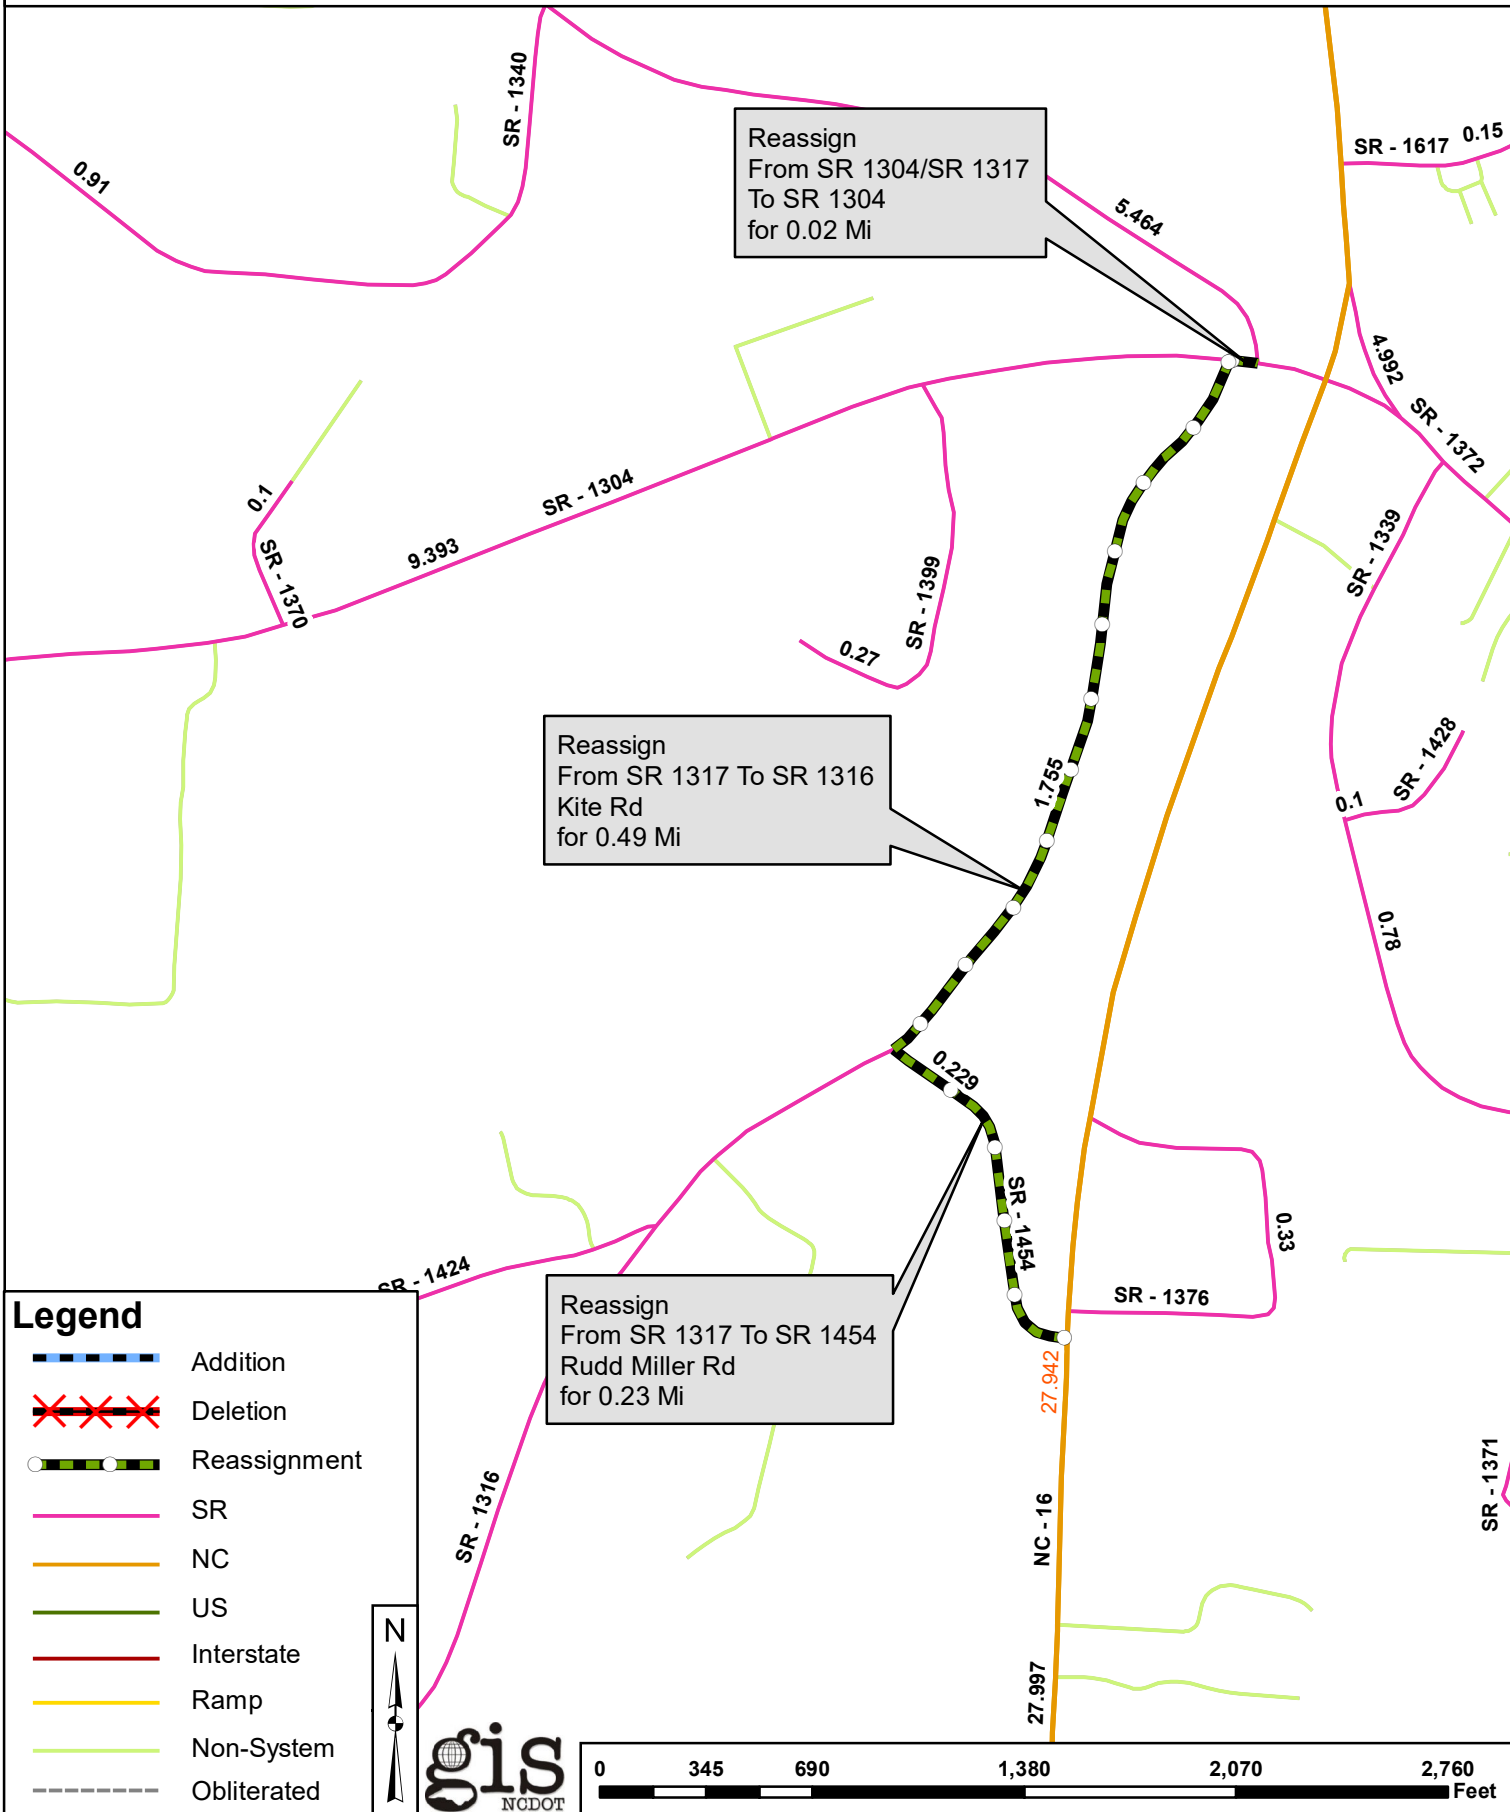 SR - 1340
0.91
Reassign
From SR 1304/SR 1317
To SR 1304
for 0.02 Mi
5.464
SR - 1617
0.15
4.992
SR - 1372
SR - 1304
9.393
0.1
SR - 1370
SR - 1399
0.27
SR - 1339
SR - 1428
0.1
0.78
Reassign
From SR 1317 To SR 1316
Kite Rd
for 0.49 Mi
1.755
0.229
SR - 1454
0.33
SR - 1376
SR - 1424
Reassign
From SR 1317 To SR 1454
Rudd Miller Rd
for 0.23 Mi
27.942
SR - 1316
NC - 16
27.997
SR - 1371
Legend
Addition
Deletion
Reassignment
SR
NC
US
Interstate
Ramp
Non-System
Obliterated
N
gis
NCDOT
0 345 690 1,380 2,070 2,760
Feet